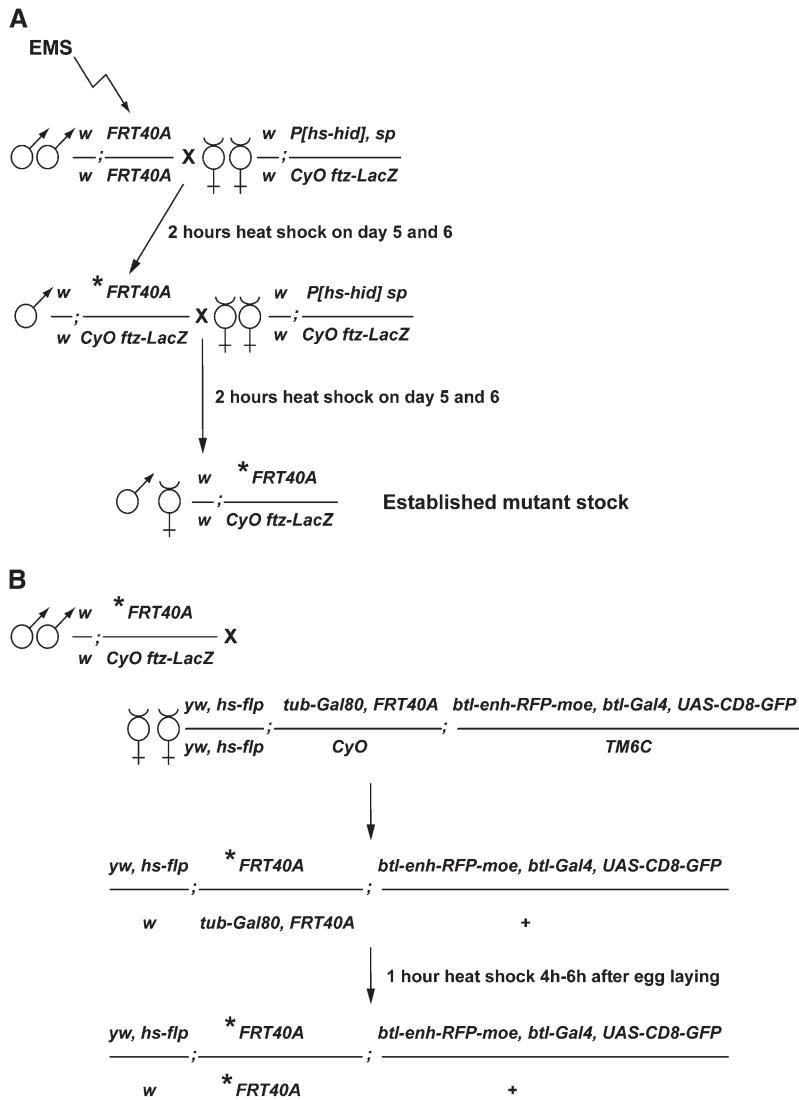 A
EMS
w FRT40A w P[hs-hid], sp
; X ;
w FRT40A w CyO ftz-LacZ
2 hours heat shock on day 5 and 6
w * FRT40A w P[hs-hid] sp
; X ;
w CyO ftz-LacZ w CyO ftz-LacZ
2 hours heat shock on day 5 and 6
w * FRT40A
; Established mutant stock
w CyO ftz-LacZ
B
w * FRT40A
; X
w CyO ftz-LacZ
yw, hs-flp tub-Gal80, FRT40A btl-enh-RFP-moe, btl-Gal4, UAS-CD8-GFP
; ;
yw, hs-flp CyO TM6C
yw, hs-flp * FRT40A btl-enh-RFP-moe, btl-Gal4, UAS-CD8-GFP
; ;
w tub-Gal80, FRT40A +
1 hour heat shock 4h-6h after egg laying
yw, hs-flp * FRT40A btl-enh-RFP-moe, btl-Gal4, UAS-CD8-GFP
; ;
w * FRT40A +